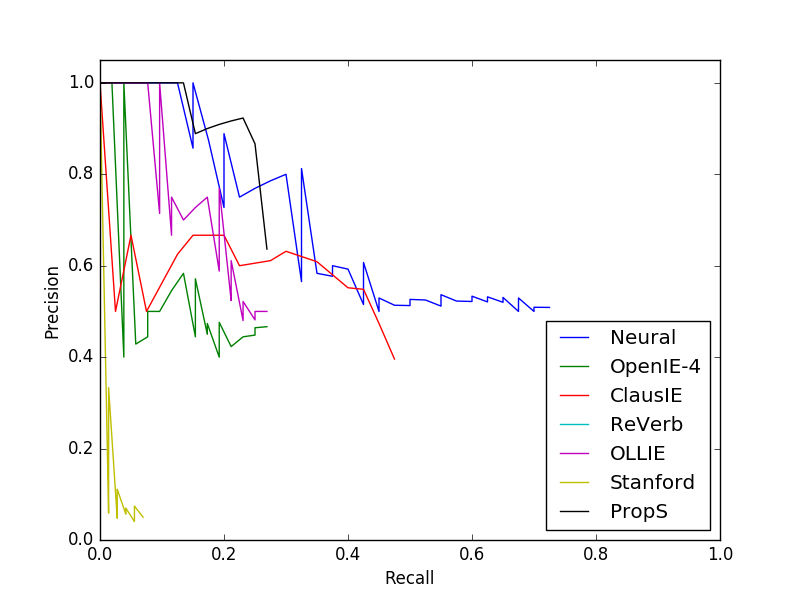 1.0
0.8
0.6
0.4
0.2
0.0
Precision
0.0 0.2 0.4 0.6 0.8 1.0
Recall
Neural
OpenIE-4
ClausIE
ReVerb
OLLIE
Stanford
PropS